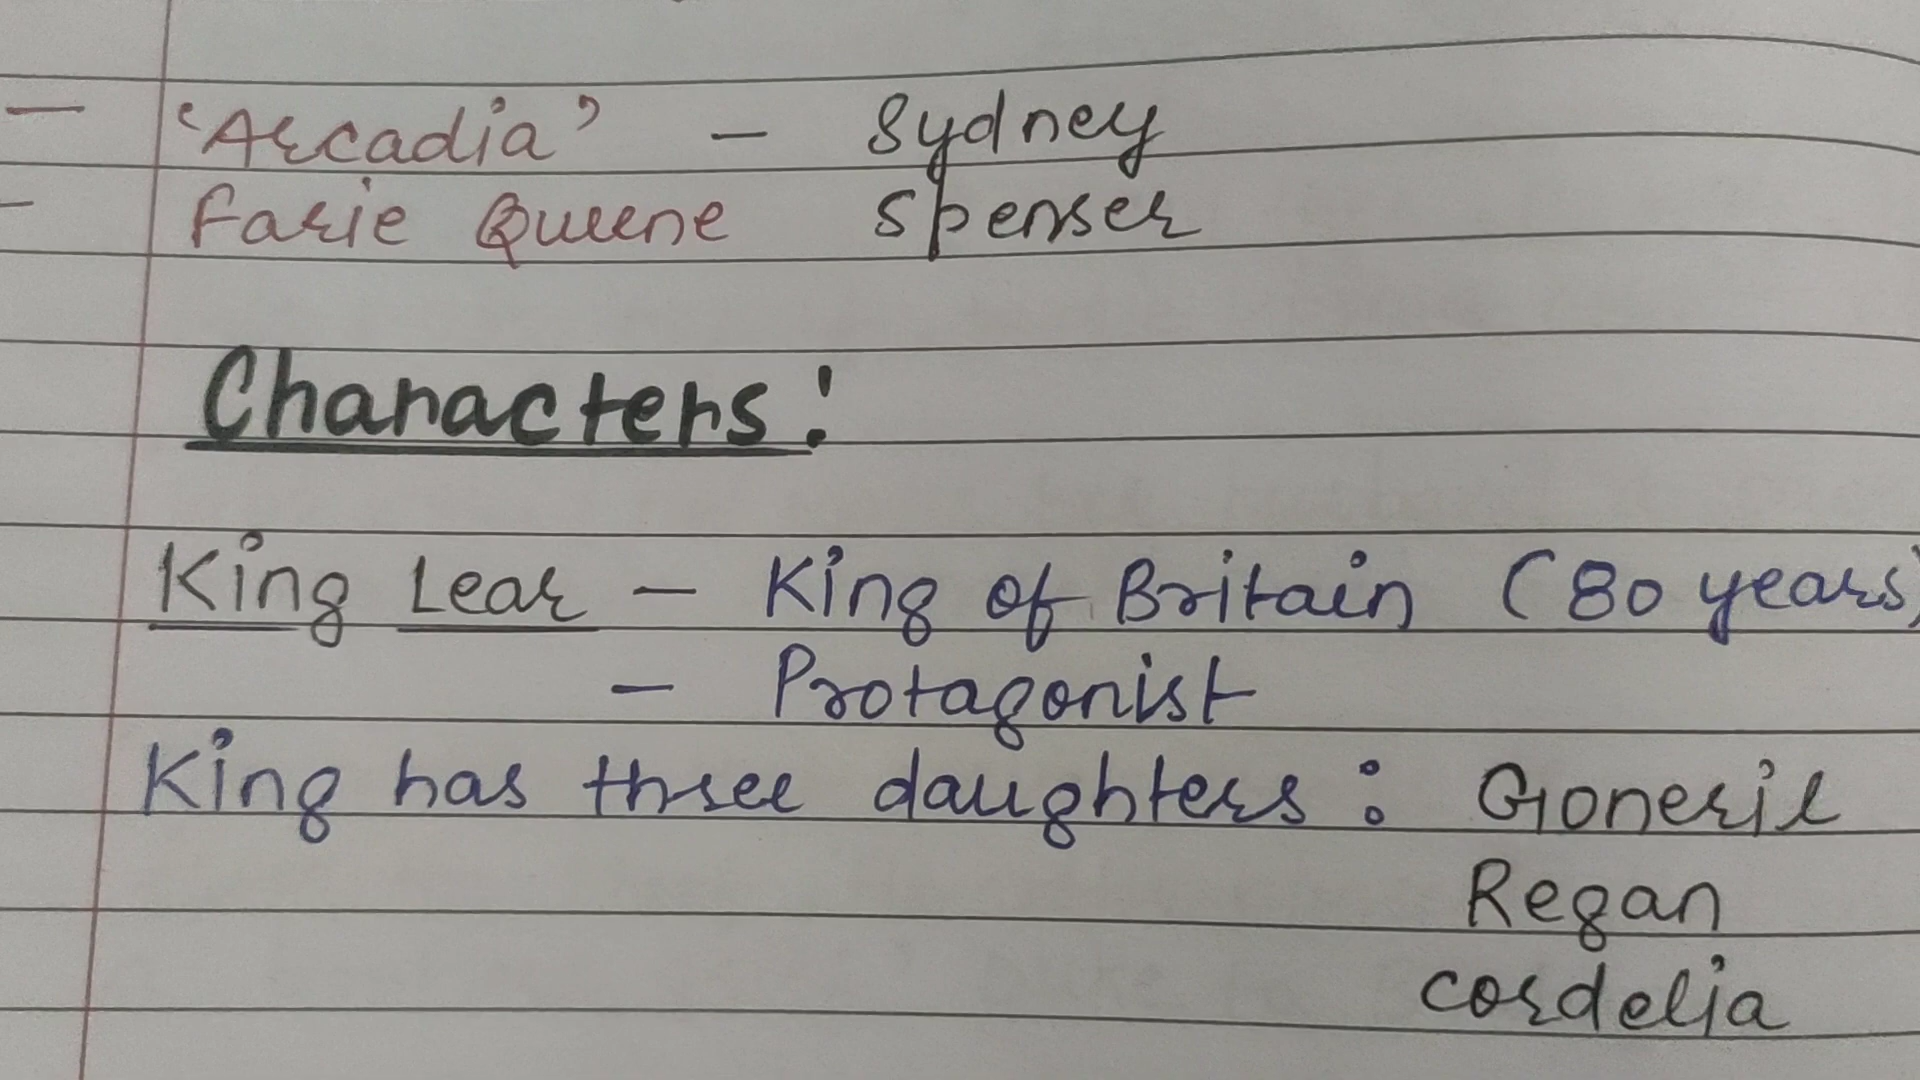 — 'Arcadia' — Sydney
— Farie Queene Spenser
Characters:
King Lear — King of Britain (80 years)
— Protagonist
King has three daughters: Goneril
Regan
Cordelia